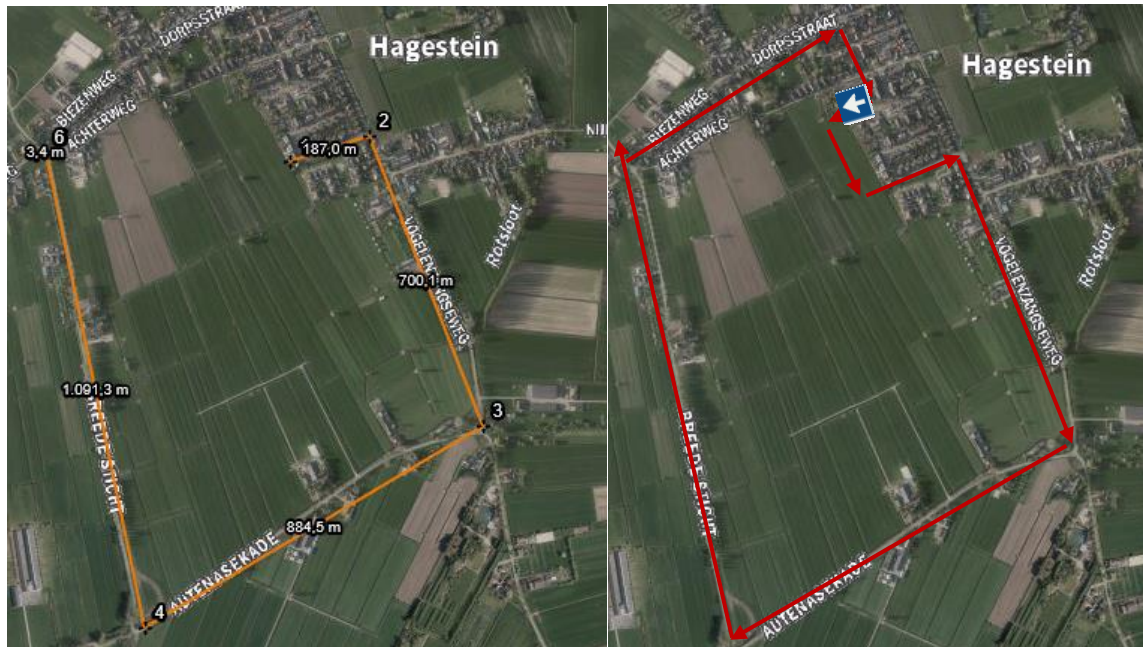 DORPSSTRAAT
Hagestein
BIEZENWEG
ACHTERWEG
6
3,4 m
2
187,0 m
NI
G
Rotsloot
VOGELENZANGSEWEG
700,1 m
1.091,3 m
BREEDE STICHT
3
884,5 m
AUTENASEKADE
4
DORPSSTRAAT
Hagestein
BIEZENWEG
ACHTERWEG
Rotsloot
VOGELENZANGSEWEG
BREEDE STICHT
AUTENASEKADE